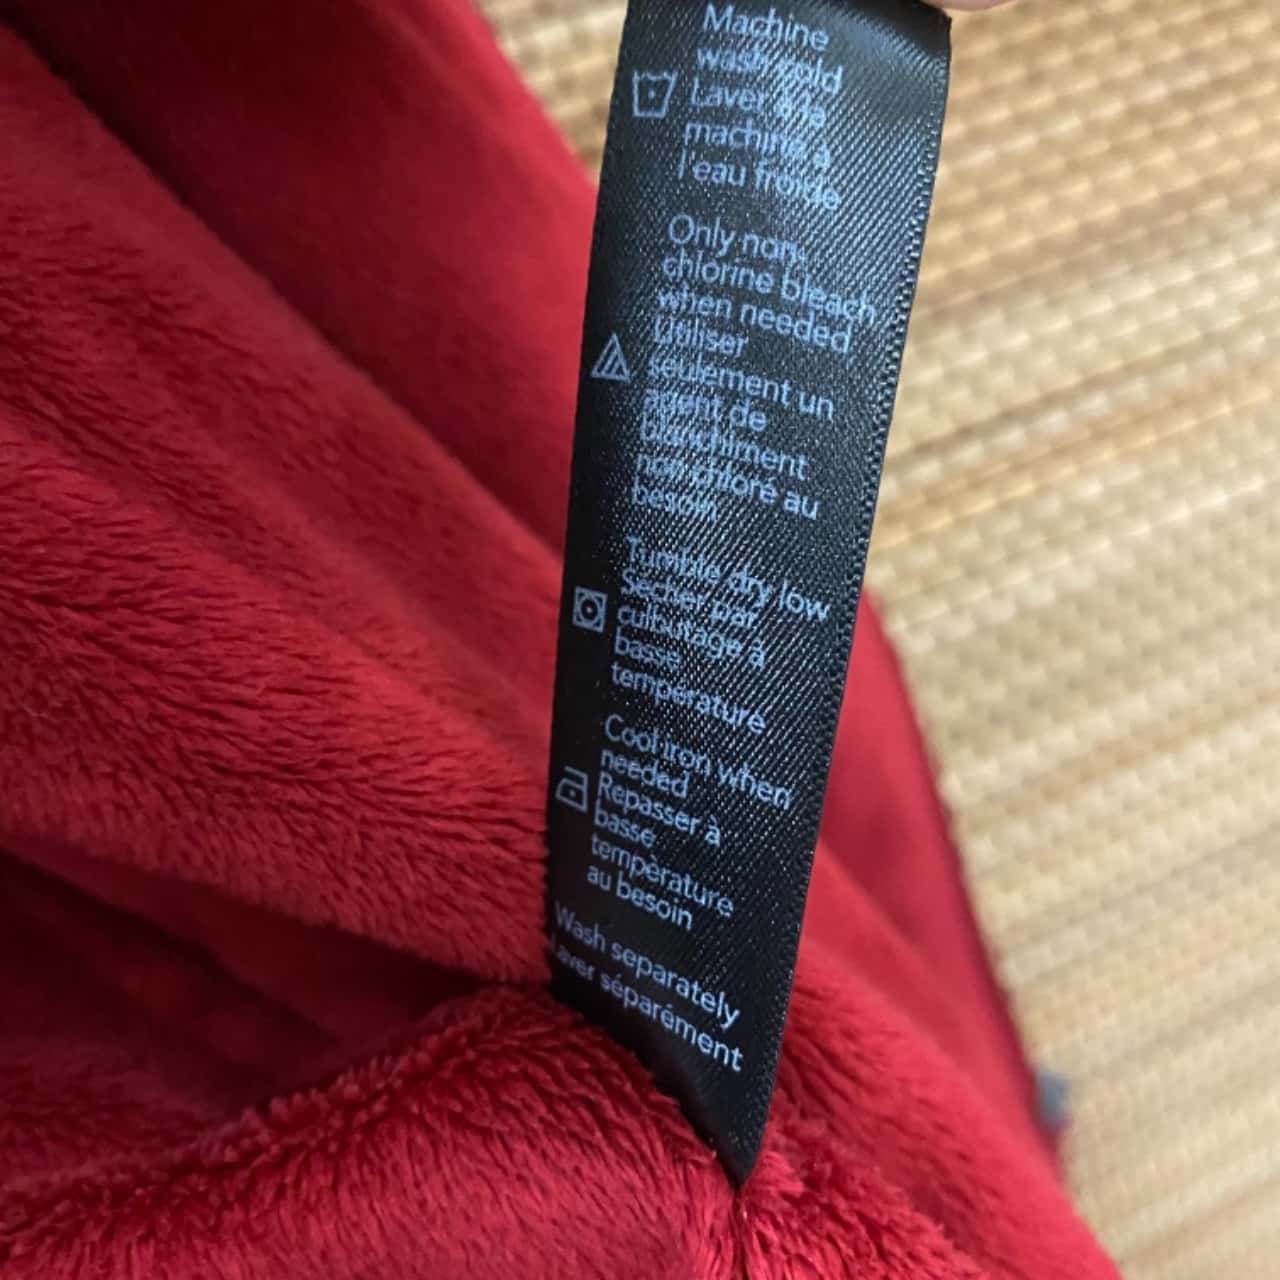 Machine
wash cold
Laver à la
machine à
l'eau froide
Only non-
chlorine bleach
when needed
Utiliser
seulement un
agent de
blanchiment
non chloré au
besoin
Tumble dry low
Sécher par
culbutage à
basse
température
Cool iron when
needed
Repasser à
basse
tempèrature
au besoin
Wash separately
Laver séparément